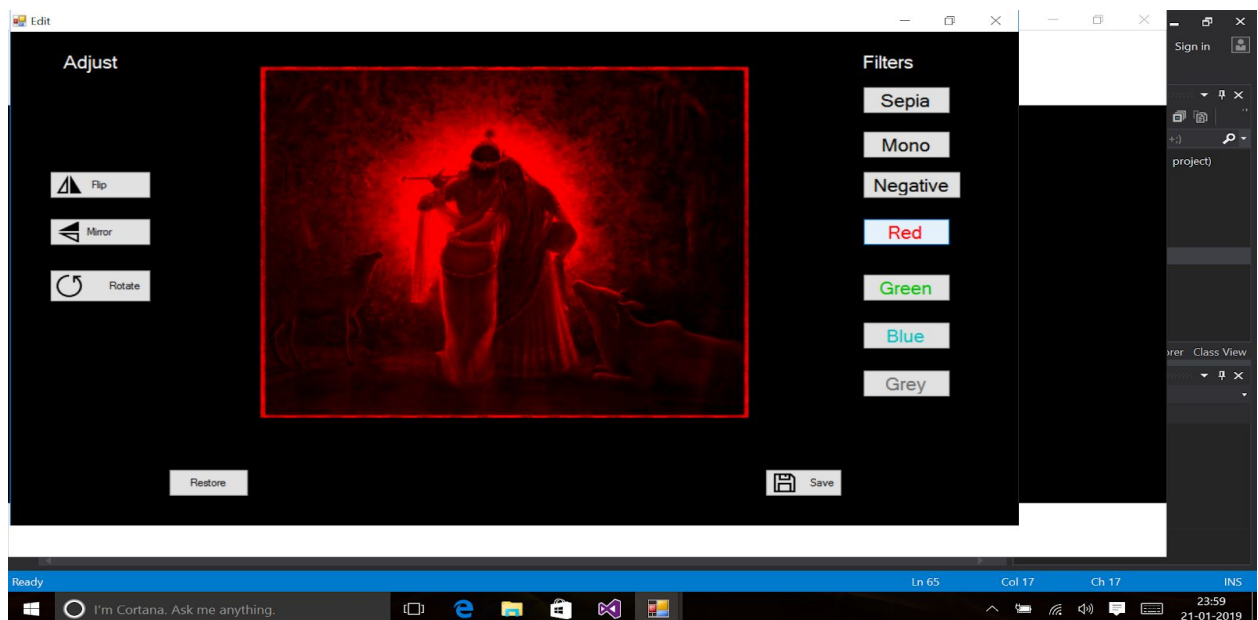 Edit
Sign in
Adjust
Filters
Sepia
Mono
Negative
Red
Green
Blue
Grey
Flip
Mirror
Rotate
Restore
Save
+;)
project)
orer Class View
Ready
Ln 65 Col 17 Ch 17 INS
I'm Cortana. Ask me anything.
23:59
21-01-2019